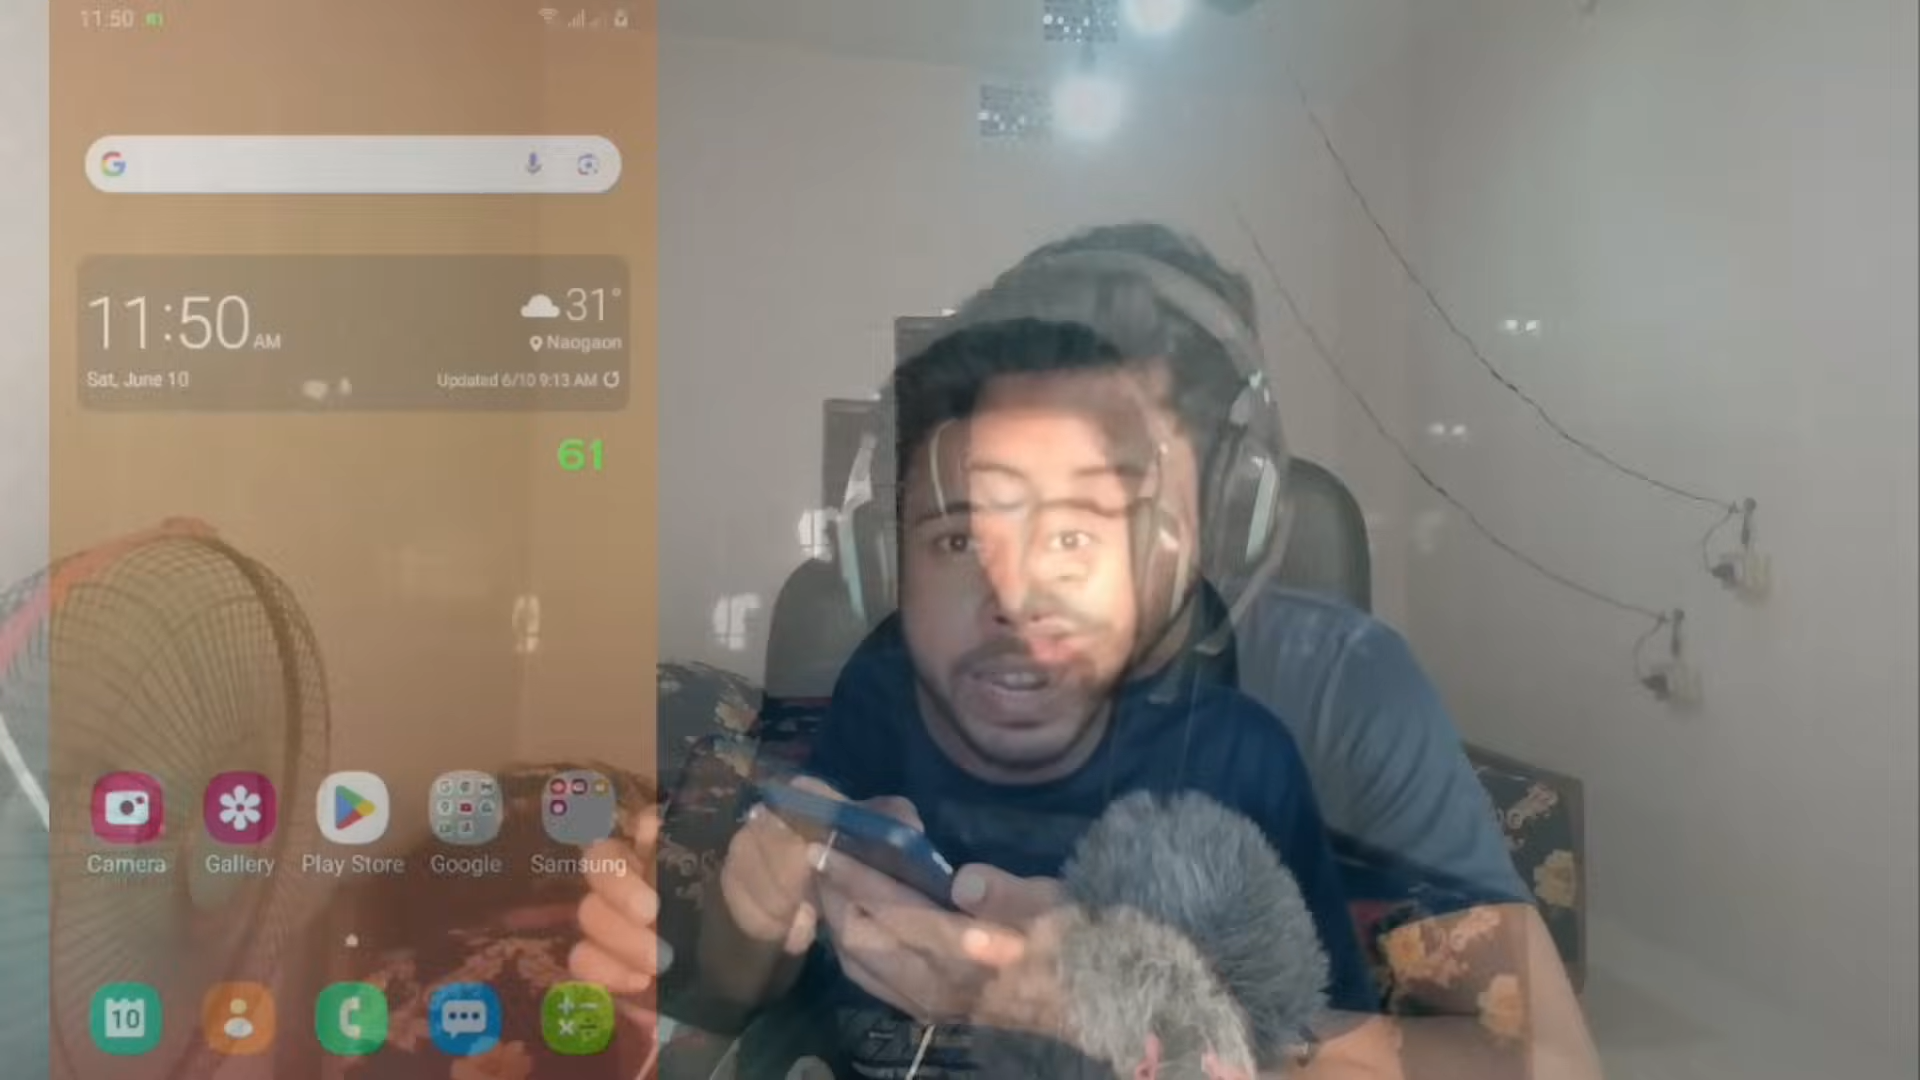 11:50 61
11:50 AM
31°
Naogaon
Sat, June 10
Updated 6/10 9:13 AM
61
Camera
Gallery
Play Store
Google
Samsung
10